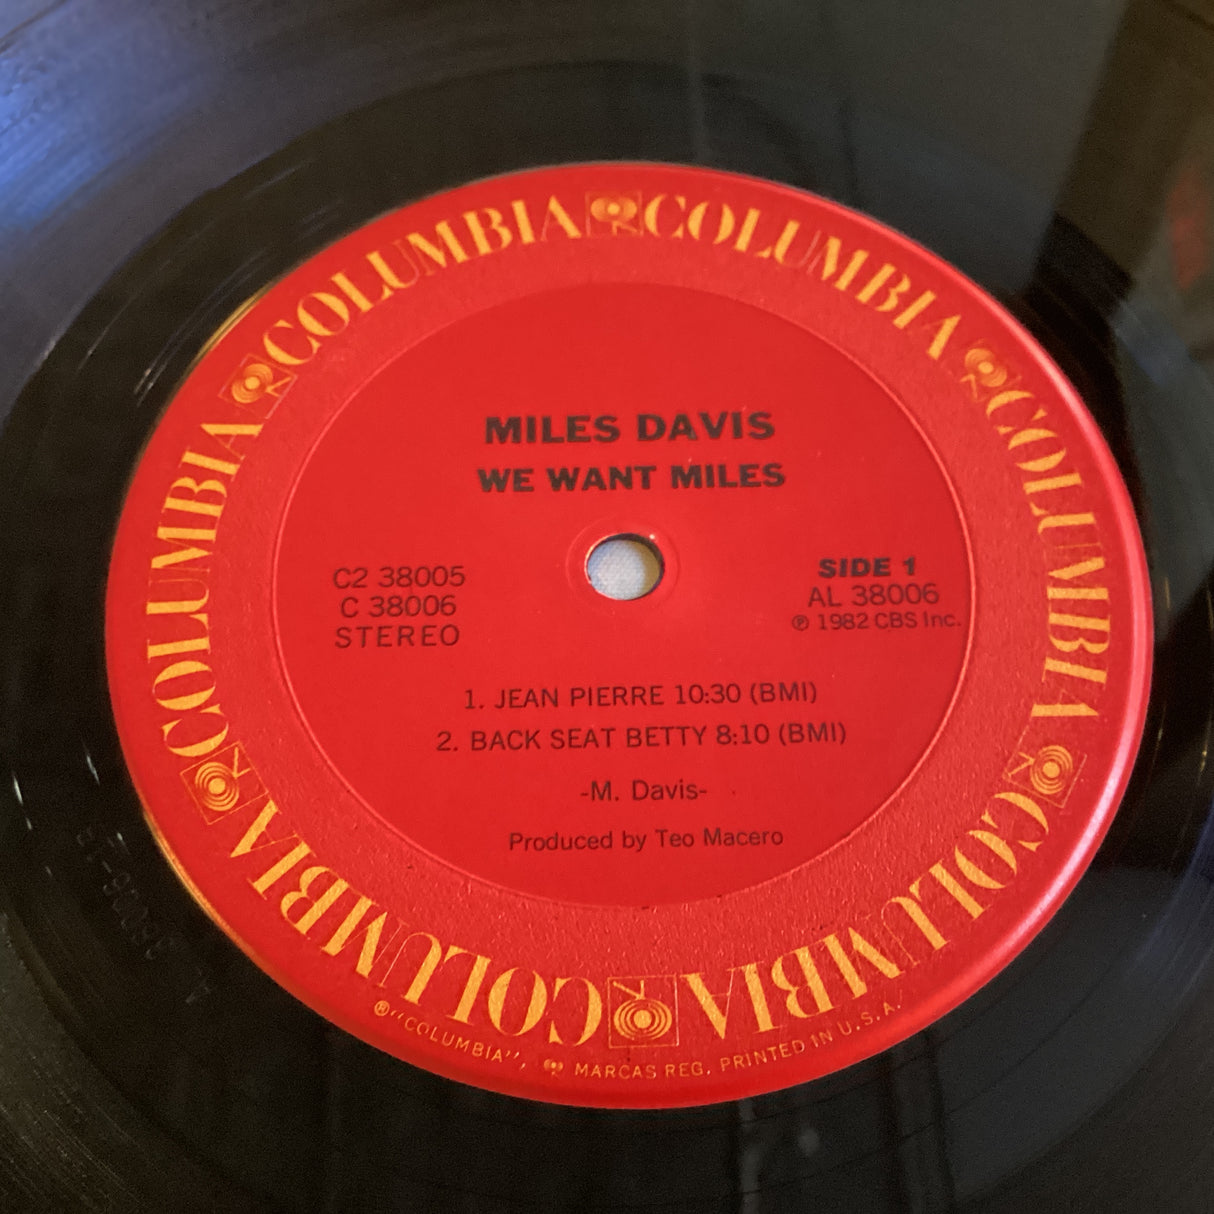 COLUMBIA COLUMBIA COLUMBIA COLUMBIA COLUMBIA COLUMBIA
MILES DAVIS
WE WANT MILES
C2 38005
C 38006
STEREO
SIDE 1
AL 38006
℗ 1982 CBS Inc.
1. JEAN PIERRE 10:30 (BMI)
2. BACK SEAT BETTY 8:10 (BMI)
-M. Davis-
Produced by Teo Macero
®"COLUMBIA", MARCAS REG. PRINTED IN U.S.A.